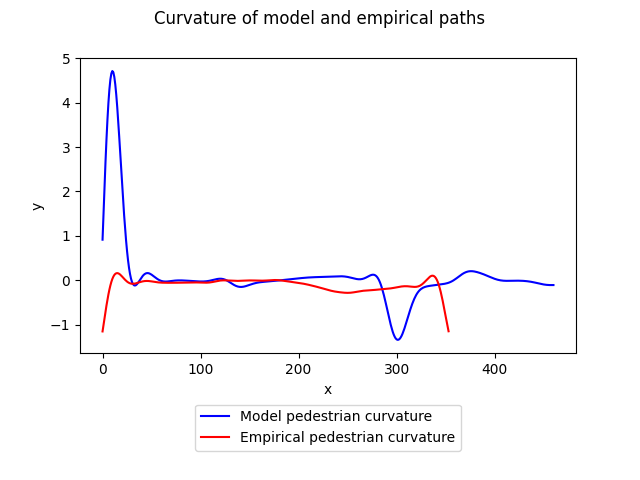 Curvature of model and empirical paths
5
4
3
2
1
0
−1
y
0 100 200 300 400
x
Model pedestrian curvature
Empirical pedestrian curvature